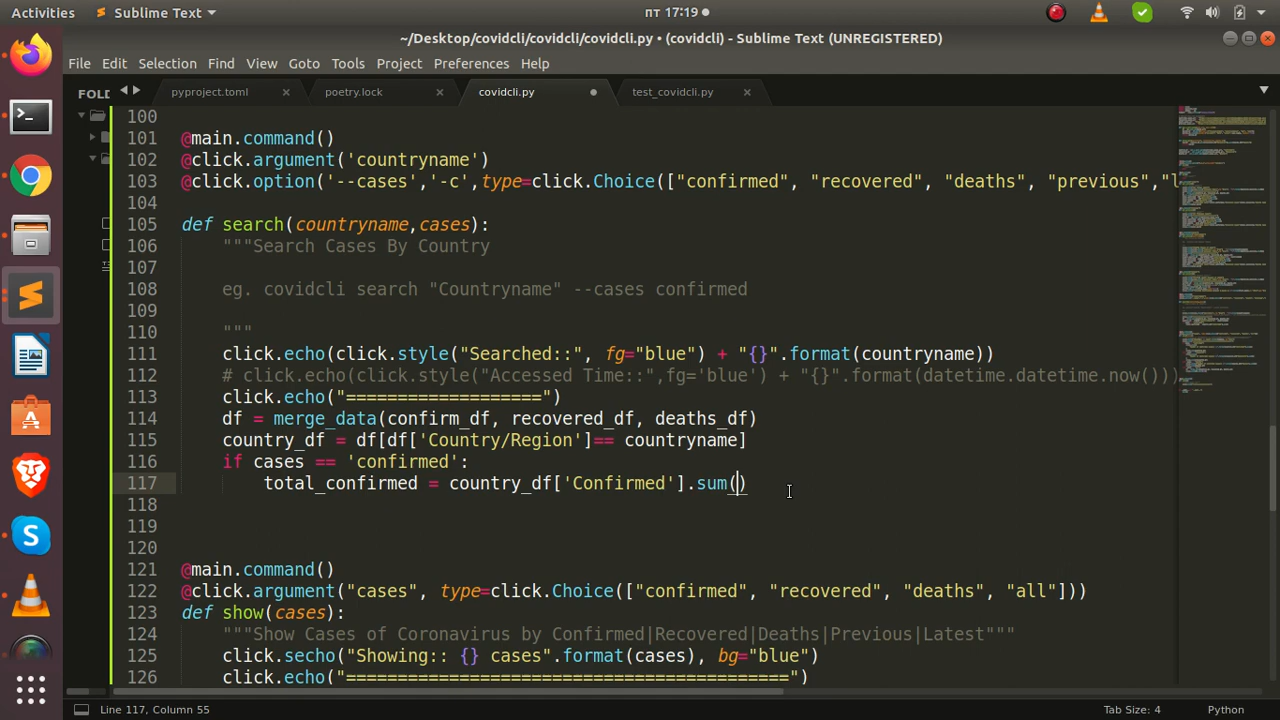 Activities Sublime Text пт 17:19
~/Desktop/covidcli/covidcli/covidcli.py • (covidcli) - Sublime Text (UNREGISTERED)
File Edit Selection Find View Goto Tools Project Preferences Help
FOLD pyproject.toml poetry.lock covidcli.py test_covidcli.py
100
101 @main.command()
102 @click.argument('countryname')
103 @click.option('--cases','-c',type=click.Choice(["confirmed", "recovered", "deaths", "previous","l
104
105 def search(countryname,cases):
106 """Search Cases By Country
107
108 eg. covidcli search "Countryname" --cases confirmed
109
110 """
111 click.echo(click.style("Searched::", fg="blue") + "{}".format(countryname))
112 # click.echo(click.style("Accessed Time::",fg='blue') + "{}".format(datetime.datetime.now()))
113 click.echo("===================")
114 df = merge_data(confirm_df, recovered_df, deaths_df)
115 country_df = df[df['Country/Region']== countryname]
116 if cases == 'confirmed':
117 total_confirmed = country_df['Confirmed'].sum()
118
119
120
121 @main.command()
122 @click.argument("cases", type=click.Choice(["confirmed", "recovered", "deaths", "all"]))
123 def show(cases):
124 """Show Cases of Coronavirus by Confirmed|Recovered|Deaths|Previous|Latest"""
125 click.secho("Showing:: {} cases".format(cases), bg="blue")
126 click.echo("===========================================")
Line 117, Column 55 Tab Size: 4 Python